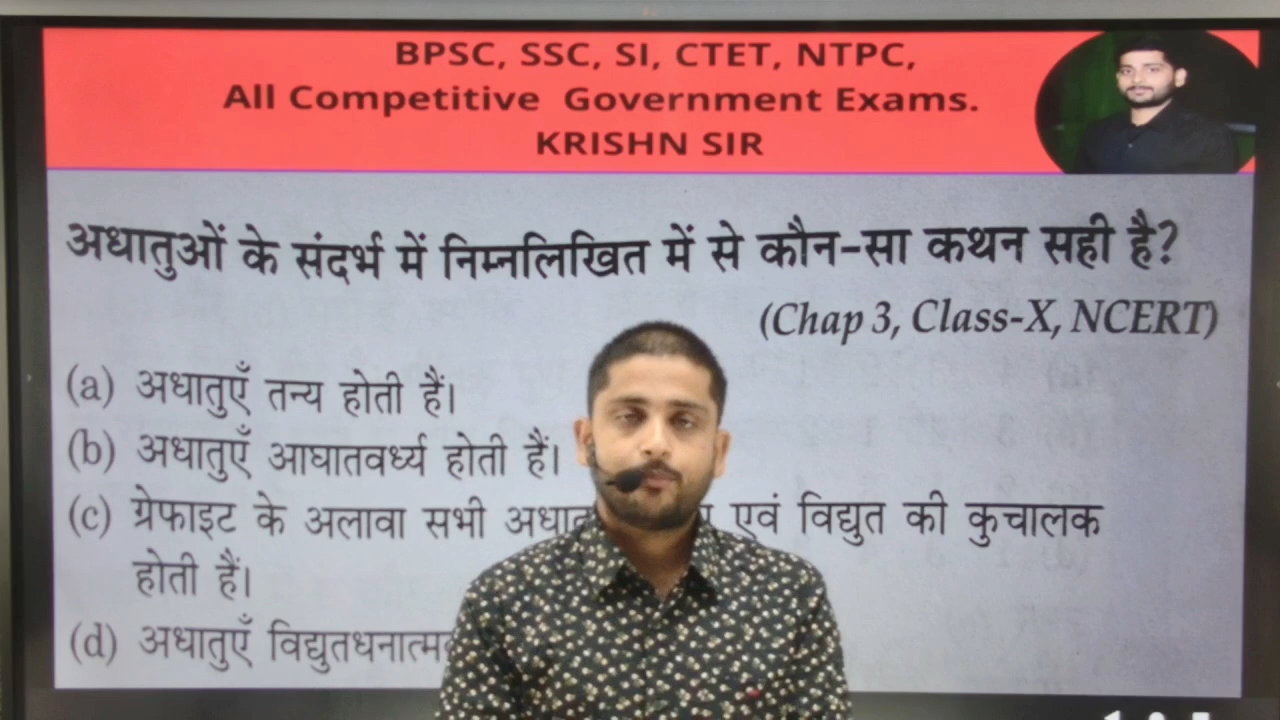 BPSC, SSC, SI, CTET, NTPC,
All Competitive Government Exams.
KRISHN SIR
अधातुओं के संदर्भ में निम्नलिखित में से कौन-सा कथन सही है?
(Chap 3, Class-X, NCERT)
(a) अधातुएँ तन्य होती हैं।
(b) अधातुएँ आघातवर्ध्य होती हैं।
(c) ग्रेफाइट के अलावा सभी एवं विद्युत की कुचालक
होती हैं।
(d) अधातुएँ